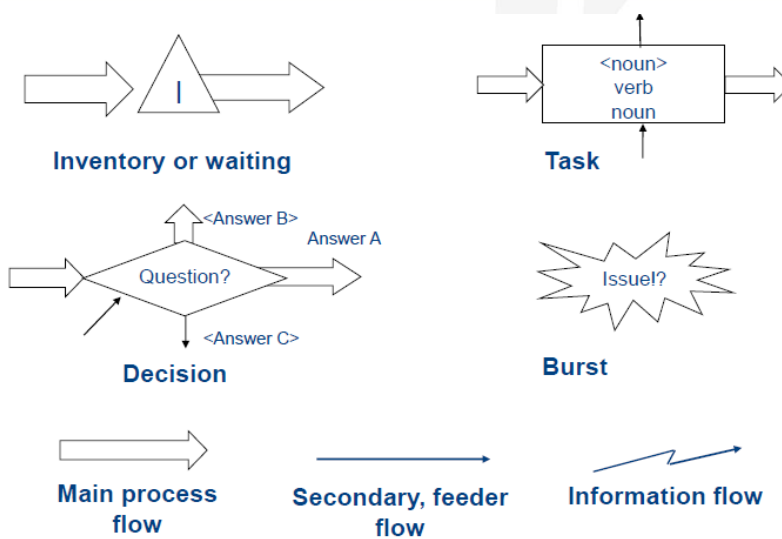 I
Inventory or waiting
<noun>
verb
noun
Task
<Answer B>
Answer A
Question?
<Answer C>
Decision
Issue!?
Burst
Main process
flow
Secondary, feeder
flow
Information flow